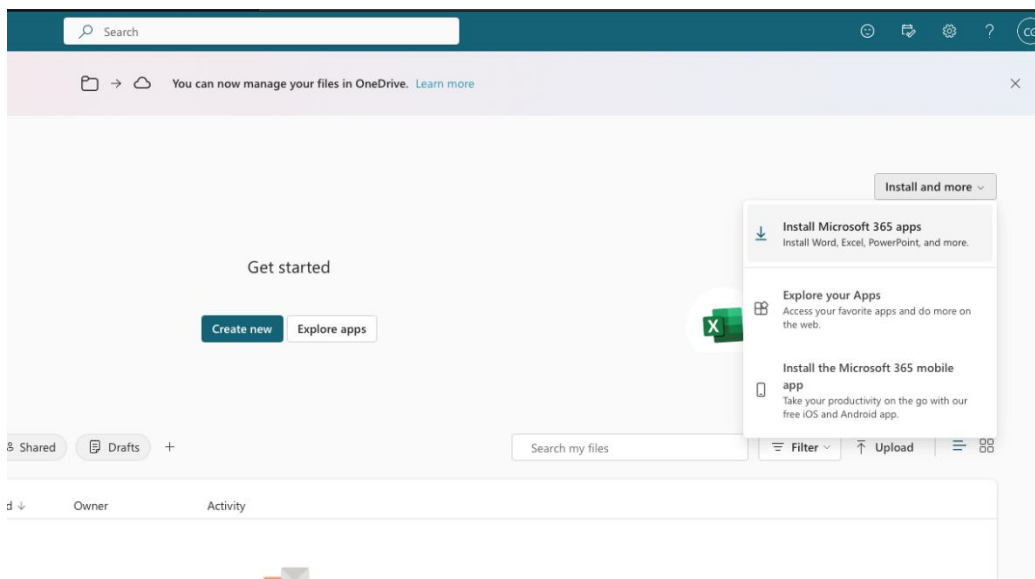 Search
CG
You can now manage your files in OneDrive. Learn more
Install and more
Install Microsoft 365 apps
Install Word, Excel, PowerPoint, and more.
Get started
Explore your Apps
Access your favorite apps and do more on
the web.
Create new
Explore apps
X
Install the Microsoft 365 mobile
app
Take your productivity on the go with our
free iOS and Android app.
Shared
Drafts
Search my files
Filter
Upload
Owner
Activity